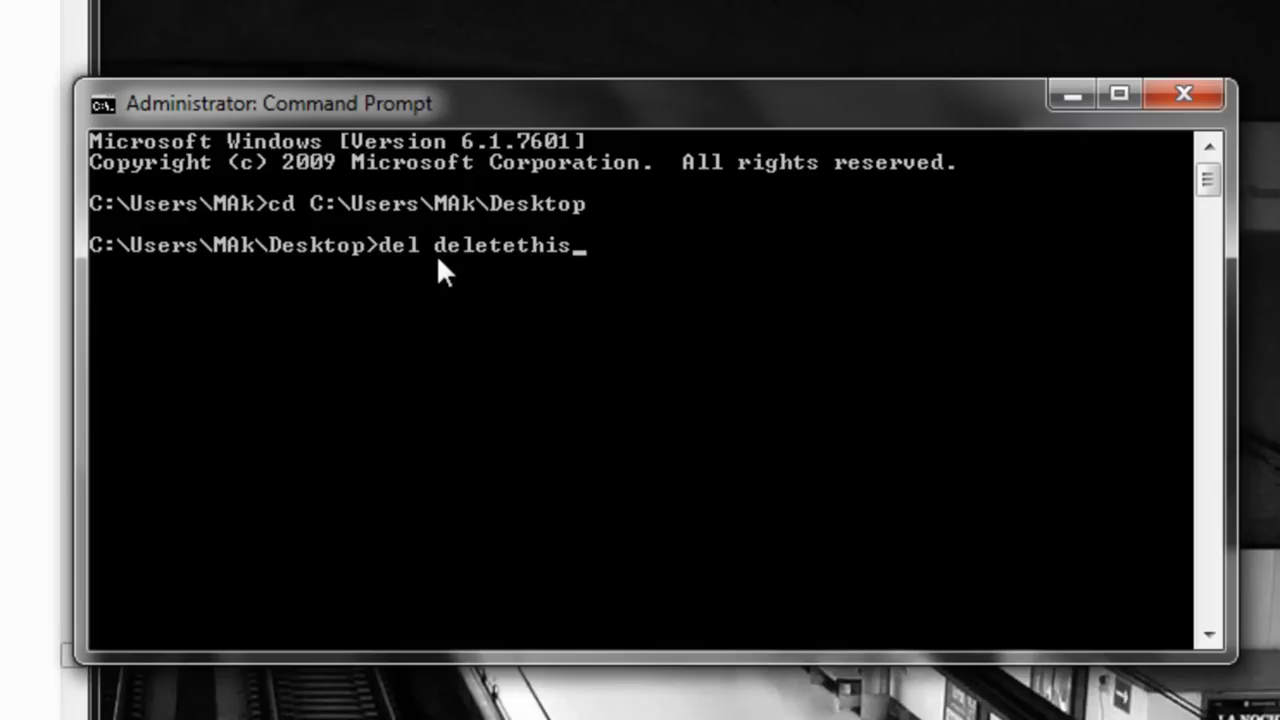 Administrator: Command Prompt
Microsoft Windows [Version 6.1.7601]
Copyright (c) 2009 Microsoft Corporation.  All rights reserved.
C:\Users\MAk>cd C:\Users\MAk\Desktop
C:\Users\MAk\Desktop>del deletethis_